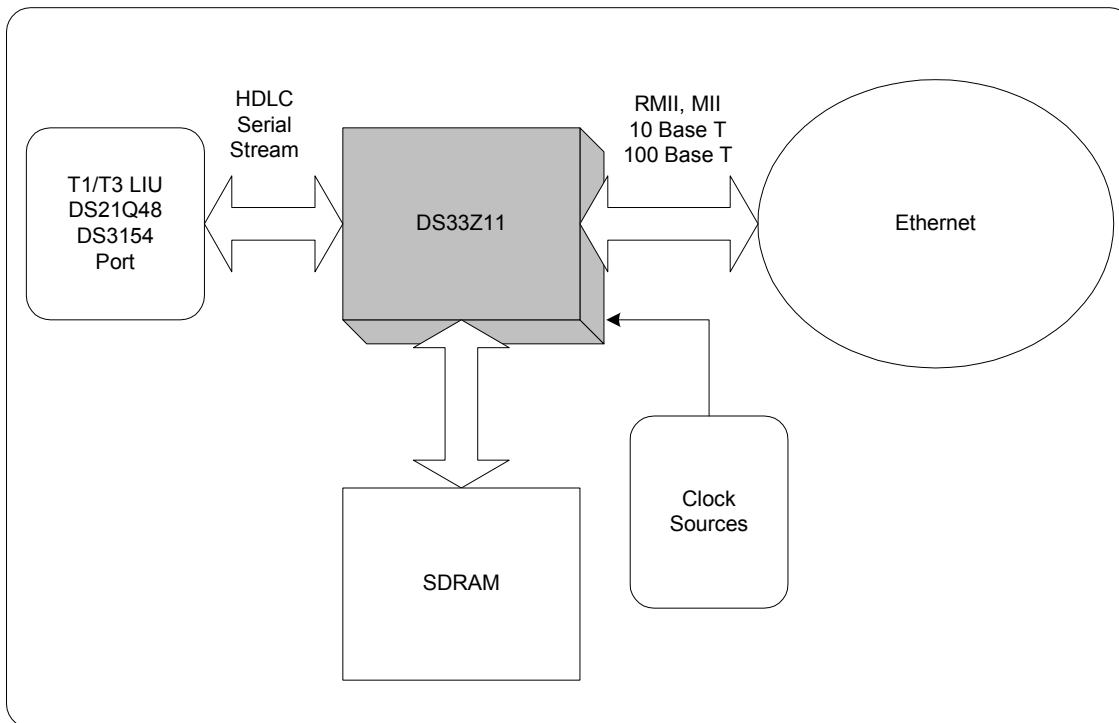 HDLC
Serial
Stream
RMII, MII
10 Base T
100 Base T
T1/T3 LIU
DS21Q48
DS3154
Port
DS33Z11
Ethernet
Clock
Sources
SDRAM